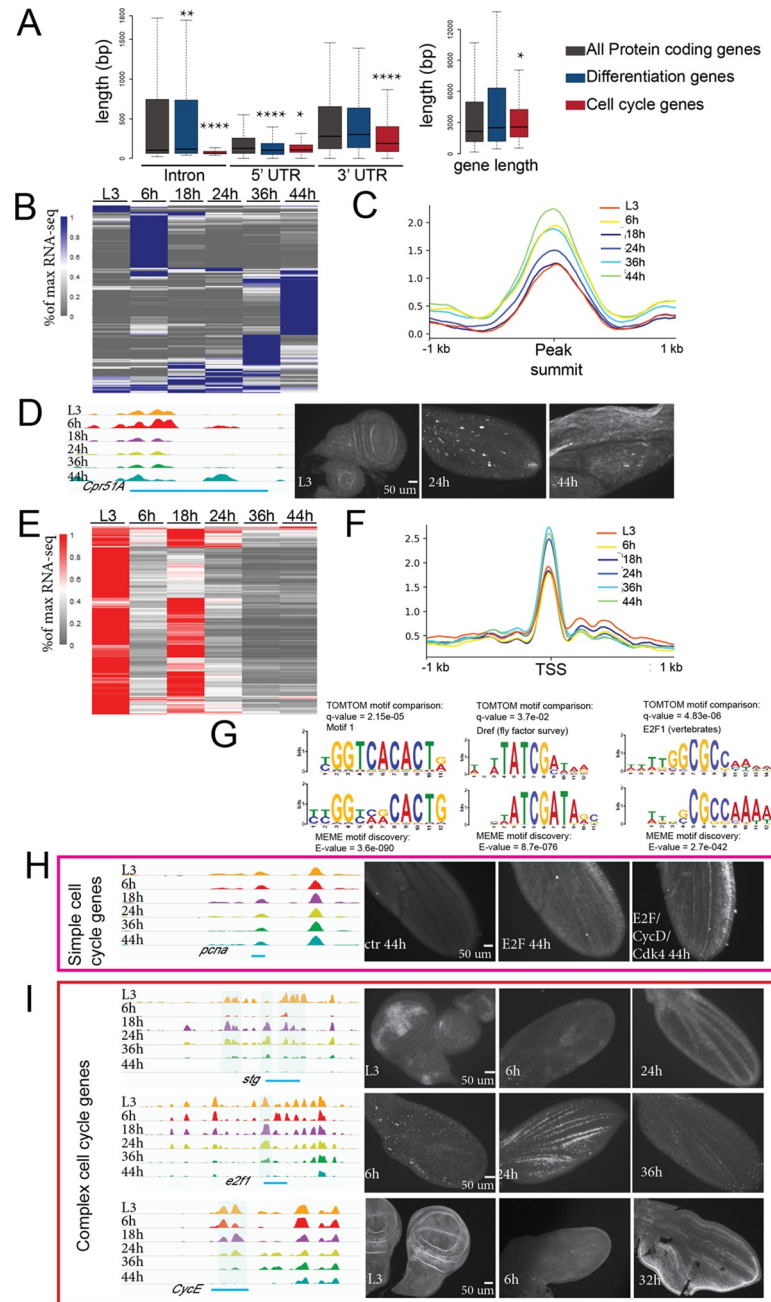 A
length (bp)
1800
1500
600
0
**
****
****
*
****
Intron
5' UTR
3' UTR
length (bp)
12000
9000
6000
3000
0
*
gene length
All Protein coding genes
Differentiation genes
Cell cycle genes
B
L3 6h 18h 24h 36h 44h
%of max RNA-seq
1
0.8
0.6
0.4
0.2
0
C
2.0
1.5
1.0
0.5
0.0
-1 kb
Peak
summit
1 kb
L3
6h
18h
24h
36h
44h
D
L3
6h
18h
24h
36h
44h
Cpr51A
L3
50 um
24h
44h
E
L3 6h 18h 24h 36h 44h
%of max RNA-seq
1
0.8
0.6
0.4
0.2
0
F
2.5
2.0
1.5
1.0
0.5
-1 kb
TSS
1 kb
L3
6h
18h
24h
36h
44h
G
TOMTOM motif comparison:
q-value = 2.15e-05
Motif 1
MEME motif discovery:
E-value = 3.6e-090
TOMTOM motif comparison:
q-value = 3.7e-02
Dref (fly factor survey)
MEME motif discovery:
E-value = 8.7e-076
TOMTOM motif comparison:
q-value = 4.83e-06
E2F1 (vertebrates)
MEME motif discovery:
E-value = 2.7e-042
H
Simple cell
cycle genes
L3
6h
18h
24h
36h
44h
pcna
ctr 44h
50 um
E2F 44h
E2F/
CycD/
Cdk4 44h
I
Complex cell cycle genes
L3
6h
18h
24h
36h
44h
stg
L3
50 um
6h
24h
L3
6h
18h
24h
36h
44h
e2f1
6h
50 um
24h
36h
L3
6h
18h
24h
36h
44h
CycE
L3
50 um
6h
32h